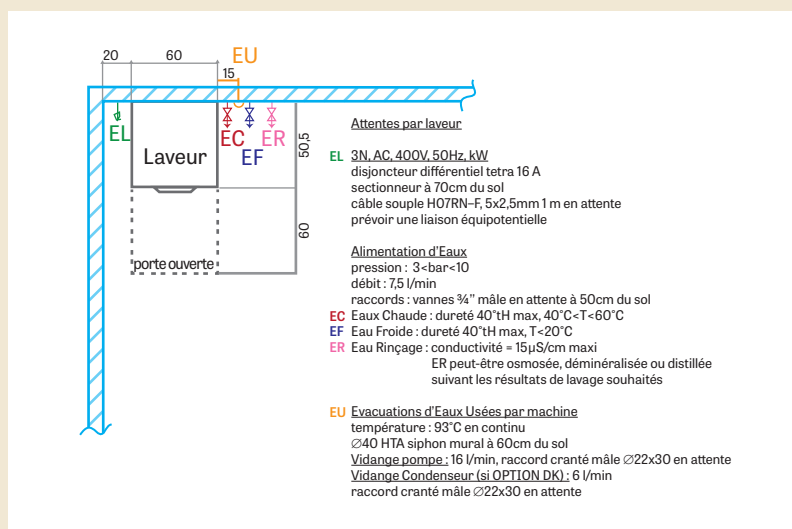 20
60
EU
15
EL
Laveur
EC
EF
ER
50,5
60
porte ouverte
Attentes par laveur
EL 3N, AC, 400V, 50Hz, kW
disjoncteur différentiel tetra 16 A
sectionneur à 70cm du sol
câble souple H07RN–F, 5x2,5mm 1 m en attente
prévoir une liaison équipotentielle
Alimentation d'Eaux
pression : 3<bar<10
débit : 7,5 l/min
raccords : vannes ¾’’ mâle en attente à 50cm du sol
EC Eaux Chaude : dureté 40°tH max, 40°C<T<60°C
EF Eau Froide : dureté 40°tH max, T<20°C
ER Eau Rinçage : conductivité = 15µS/cm maxi
ER peut-être osmosée, déminéralisée ou distillée
suivant les résultats de lavage souhaités
EU Evacuations d'Eaux Usées par machine
température : 93°C en continu
∅40 HTA siphon mural à 60cm du sol
Vidange pompe : 16 l/min, raccord cranté mâle ∅22x30 en attente
Vidange Condenseur (si OPTION DK) : 6 l/min
raccord cranté mâle ∅22x30 en attente